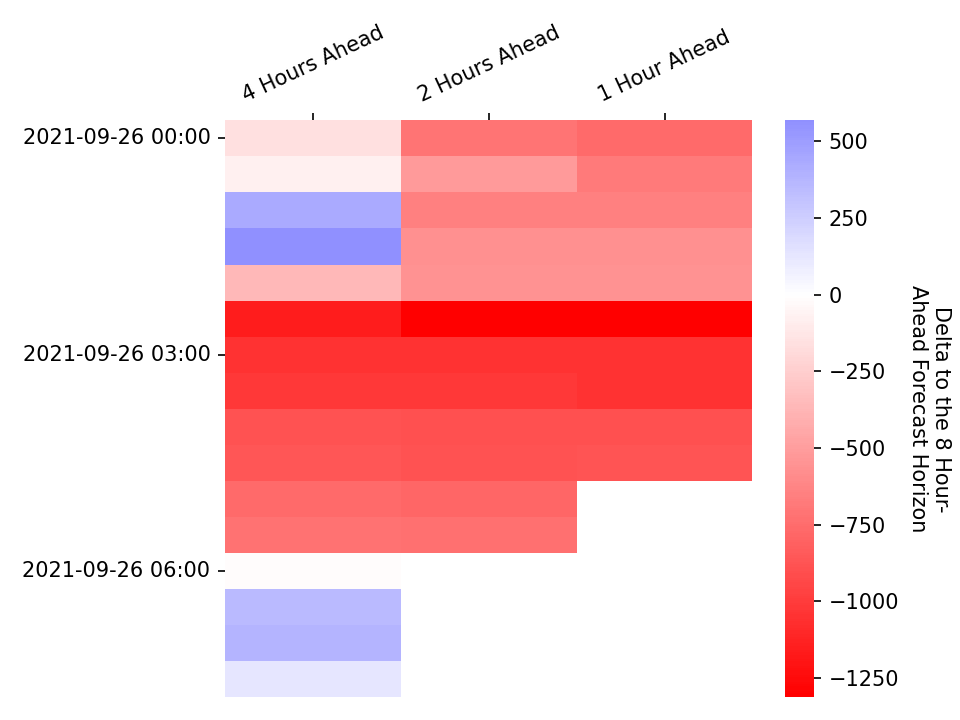 4 Hours Ahead
2 Hours Ahead
1 Hour Ahead
2021-09-26 00:00
2021-09-26 03:00
2021-09-26 06:00
500
250
0
−250
−500
−750
−1000
−1250
Delta to the 8 Hour-
Ahead Forecast Horizon